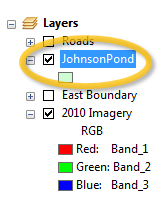 Layers
Roads
JohnsonPond
East Boundary
2010 Imagery
RGB
Red: Band_1
Green: Band_2
Blue: Band_3